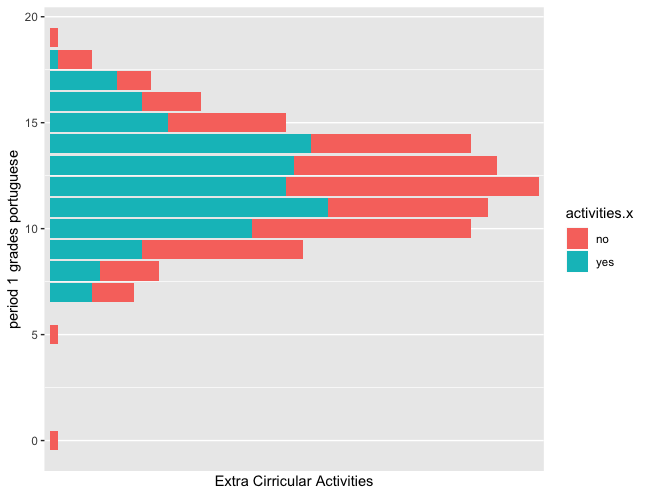 20
15
10
5
0
period 1 grades portuguese
Extra Cirricular Activities
activities.x
no
yes